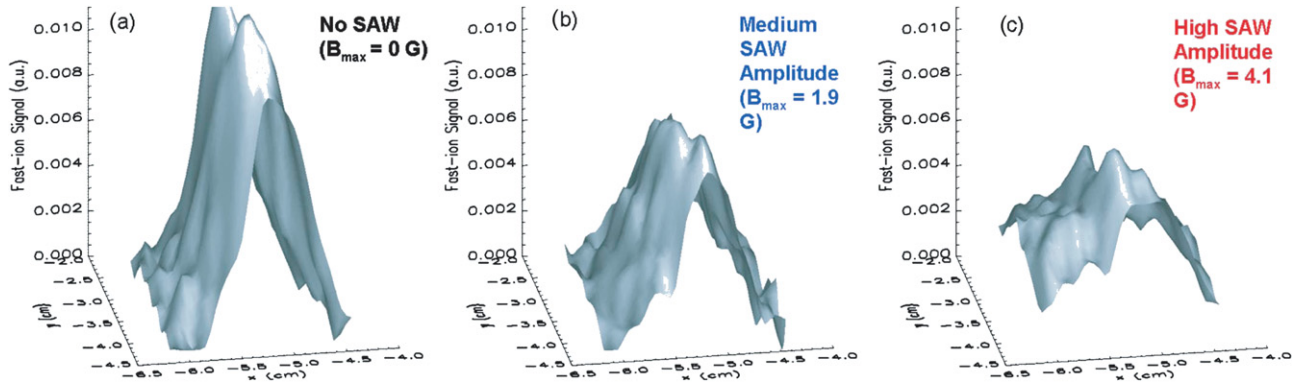 (a)
No SAW
(Bmax = 0 G)
Fast-ion Signal (a.u.)
0.010
0.008
0.006
0.004
0.002
0.000
-2.0
-2.5
-3.0
-3.5
-4.0
-4.5
y (cm)
-6.5
-6.0
-5.5
-5.0
-4.5
-4.0
x (cm)
(b)
Medium
SAW
Amplitude
(Bmax = 1.9
G)
Fast-ion Signal (a.u.)
0.010
0.008
0.006
0.004
0.002
0.000
-2.0
-2.5
-3.0
-3.5
-4.0
-4.5
y (cm)
-6.5
-6.0
-5.5
-5.0
-4.5
-4.0
x (cm)
(c)
High SAW
Amplitude
(Bmax = 4.1
G)
Fast-ion Signal (a.u.)
0.010
0.008
0.006
0.004
0.002
0.000
-2.0
-2.5
-3.0
-3.5
-4.0
-4.5
y (cm)
-6.5
-6.0
-5.5
-5.0
-4.5
-4.0
x (cm)